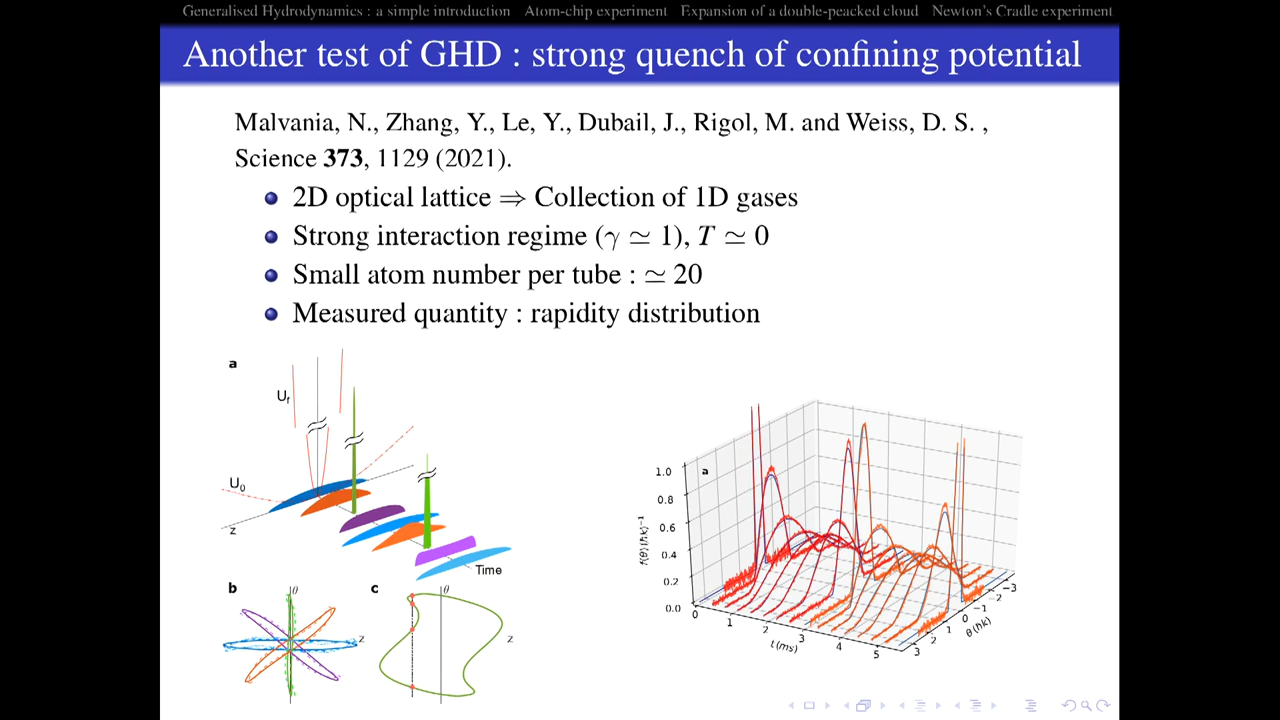 Generalised Hydrodynamics : a simple introduction Atom-chip experiment Expansion of a double-peacked cloud Newton's Cradle experiment
Another test of GHD : strong quench of confining potential
Malvania, N., Zhang, Y., Le, Y., Dubail, J., Rigol, M. and Weiss, D. S. ,
Science 373, 1129 (2021).
2D optical lattice ⇒ Collection of 1D gases
Strong interaction regime (γ ≃ 1), T ≃ 0
Small atom number per tube : ≃ 20
Measured quantity : rapidity distribution
a
Uf
U0
z
Time
b
θ
z
c
θ
z
a
1.0
0.8
0.6
0.4
0.2
0.0
f(θ)(ħk)⁻¹
0
1
2
3
4
5
t(ms)
3
2
1
0
−1
−2
−3
θ(ħk)